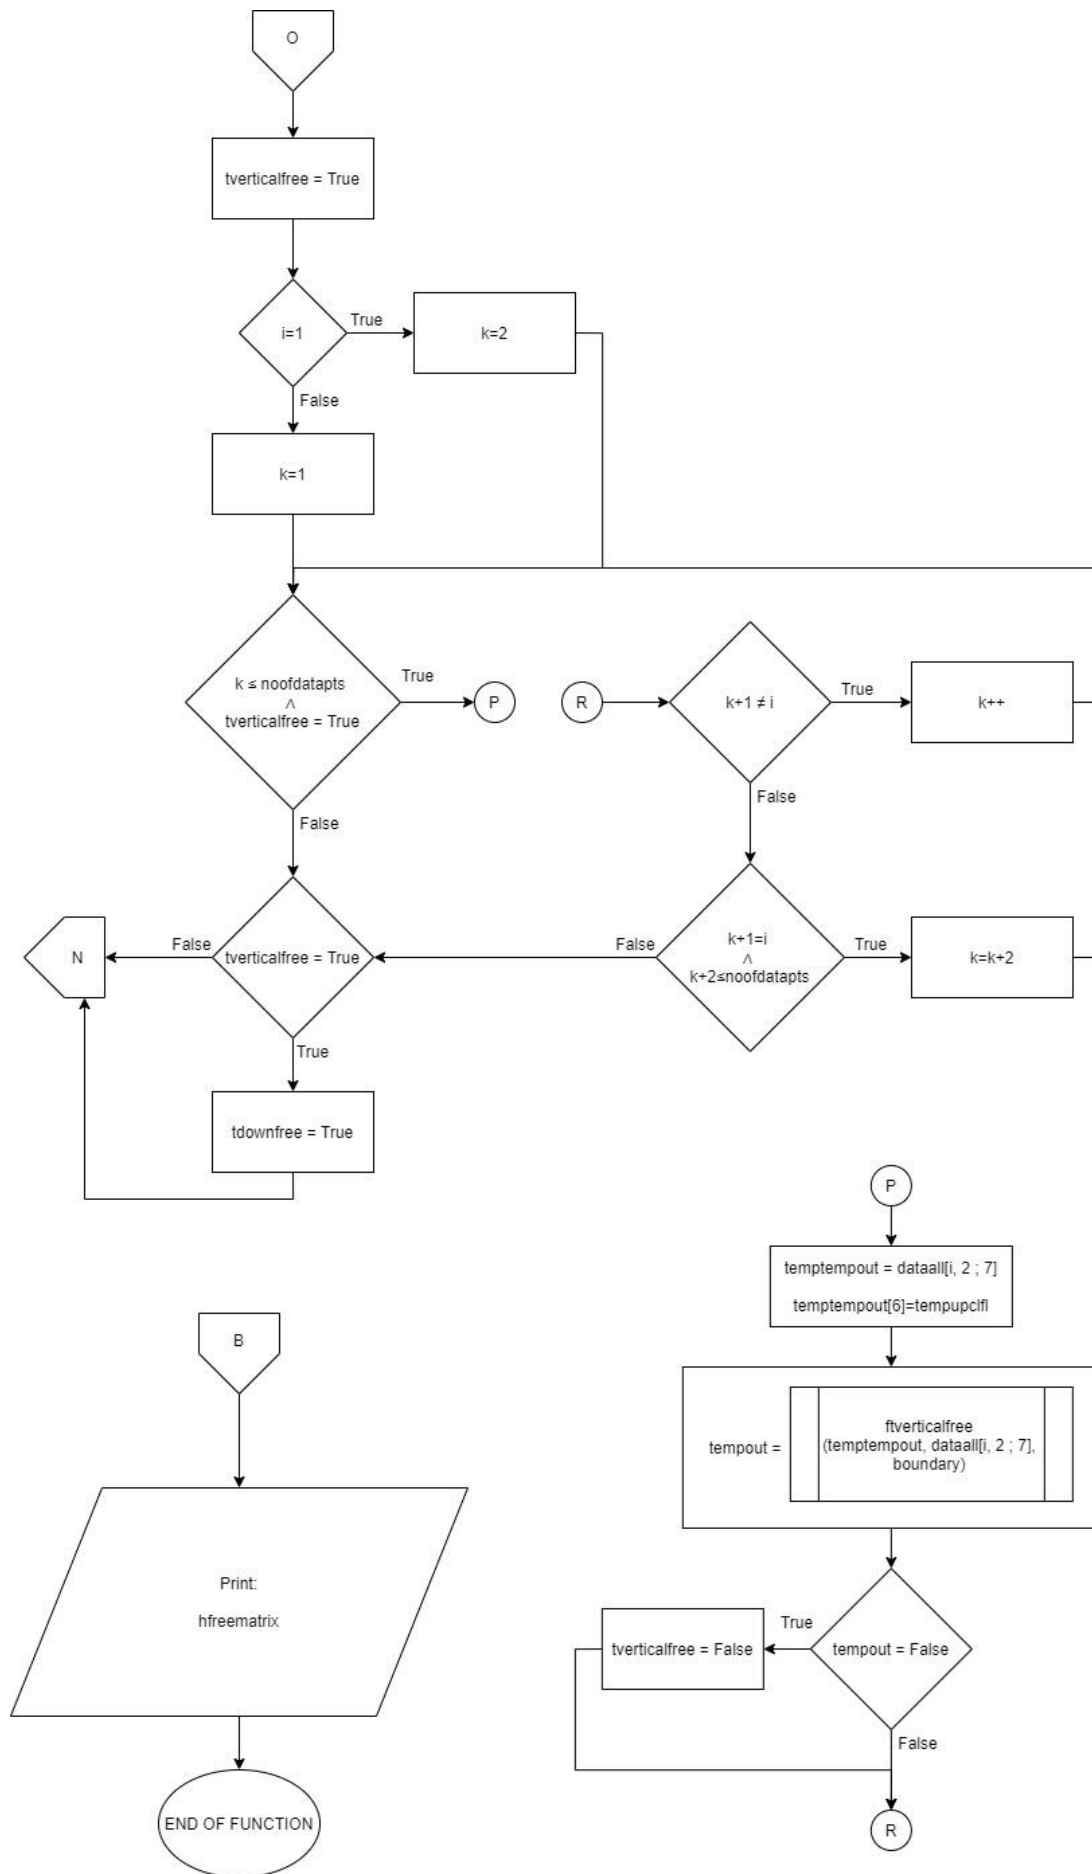 O
tverticalfree = True
i=1
True
k=2
False
k=1
k ≤ noofdatapts
∧
tverticalfree = True
True
P
R
k+1 ≠ i
True
k++
False
False
N
False
tverticalfree = True
False
k+1=i
∧
k+2≤noofdatapts
True
k=k+2
True
tdownfree = True
P
temptempout = dataall[i, 2 ; 7]
temptempout[6]=tempupclfl
tempout =
ftverticalfree
(temptempout, dataall[i, 2 ; 7],
boundary)
B
Print:
hfreematrix
END OF FUNCTION
tverticalfree = False
True
tempout = False
False
R